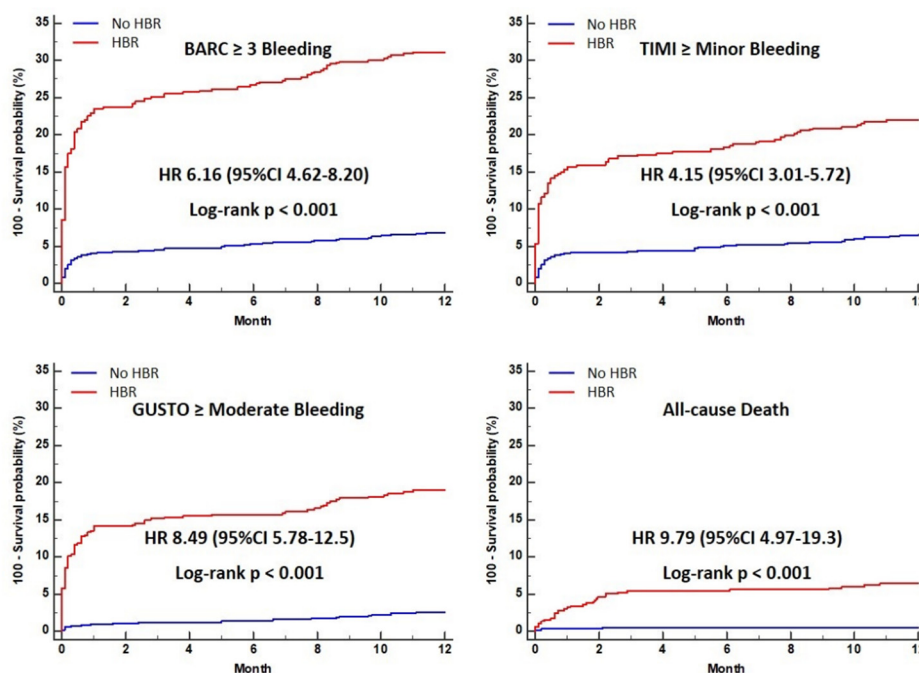 No HBR
HBR
BARC ≥ 3 Bleeding
100 - Survival probability (%)
35
30
25
20
15
10
5
0
HR 6.16 (95%CI 4.62-8.20)
Log-rank p < 0.001
0 2 4 6 8 10 12
Month
No HBR
HBR
TIMI ≥ Minor Bleeding
100 - Survival probability (%)
35
30
25
20
15
10
5
0
HR 4.15 (95%CI 3.01-5.72)
Log-rank p < 0.001
0 2 4 6 8 10 12
Month
No HBR
HBR
GUSTO ≥ Moderate Bleeding
100 - Survival probability (%)
35
30
25
20
15
10
5
0
HR 8.49 (95%CI 5.78-12.5)
Log-rank p < 0.001
0 2 4 6 8 10 12
Month
No HBR
HBR
All-cause Death
100 - Survival probability (%)
35
30
25
20
15
10
5
0
HR 9.79 (95%CI 4.97-19.3)
Log-rank p < 0.001
0 2 4 6 8 10 12
Month